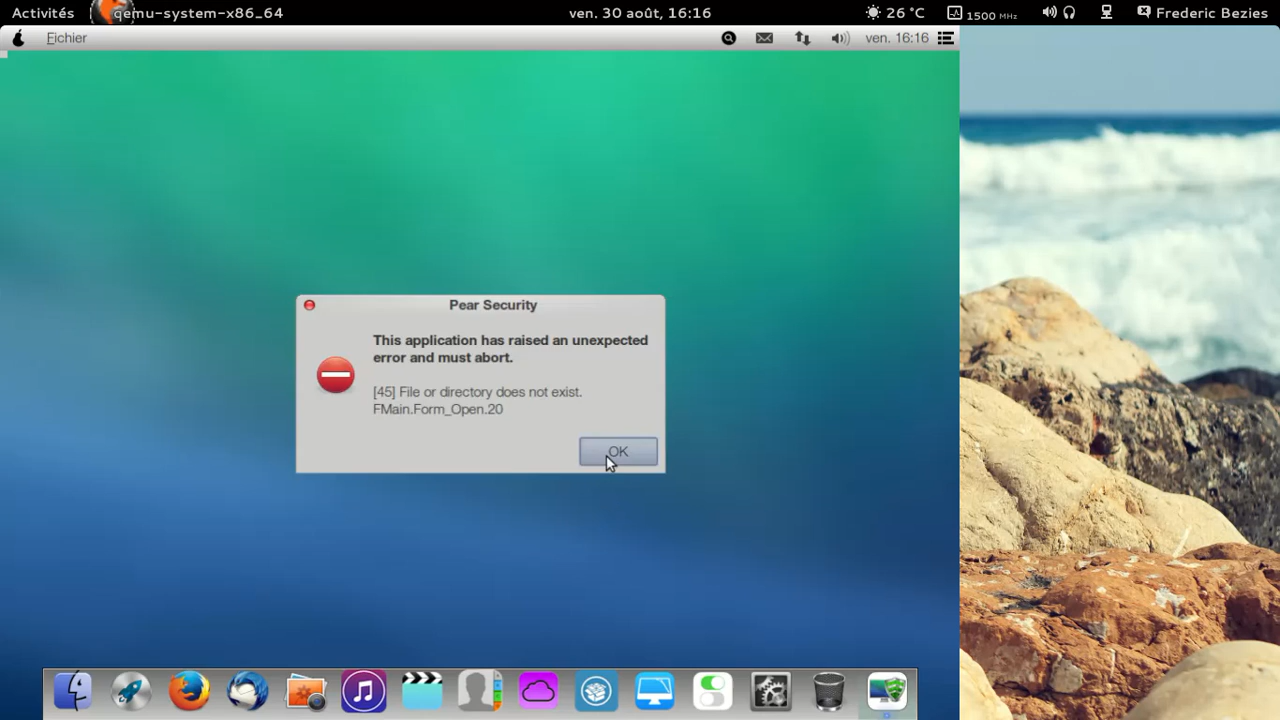 Activités qemu-system-x86_64 ven. 30 août, 16:16 26 °C 1500 MHz Frederic Bezies
Fichier ven. 16:16
Pear Security
This application has raised an unexpected
error and must abort.
[45] File or directory does not exist.
FMain.Form_Open.20
OK